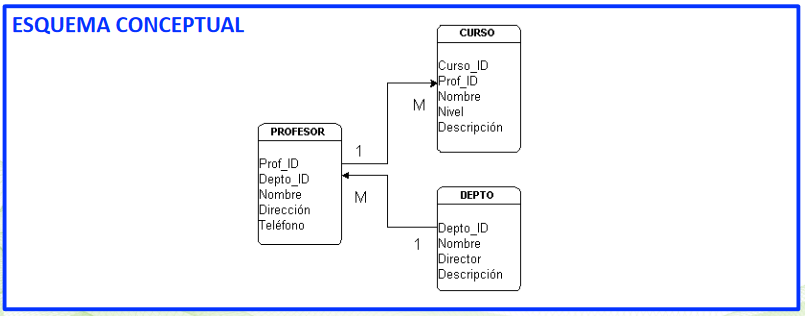 ESQUEMA CONCEPTUAL
CURSO
Curso_ID
Prof_ID
Nombre
Nivel
Descripción
M
PROFESOR
1
Prof_ID
Depto_ID
Nombre
Dirección
Teléfono
M
DEPTO
1
Depto_ID
Nombre
Director
Descripción